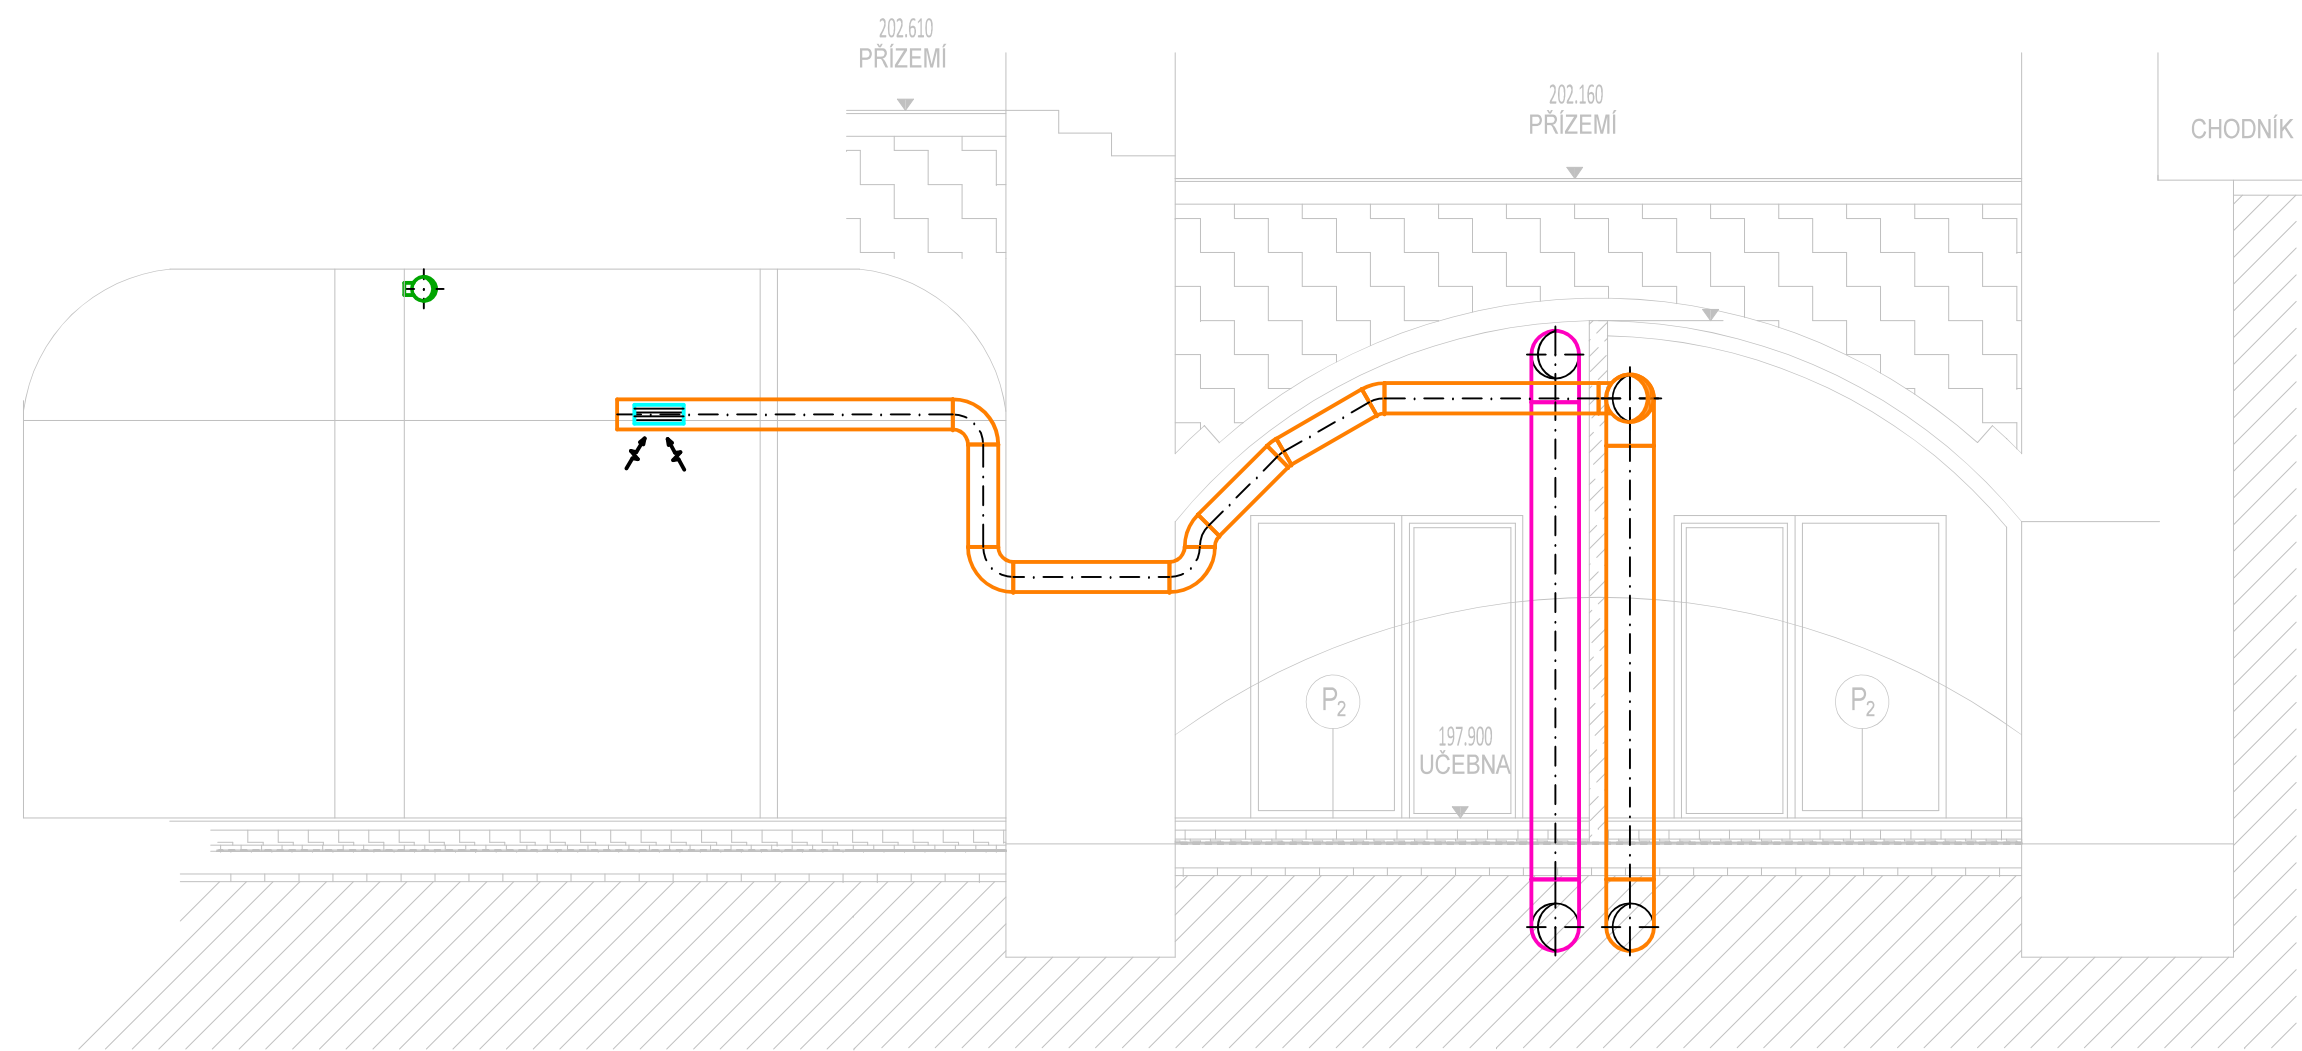 202.610
PŘÍZEMÍ
202.160
PŘÍZEMÍ
CHODNÍK
P2
P2
197.900
UČEBNA